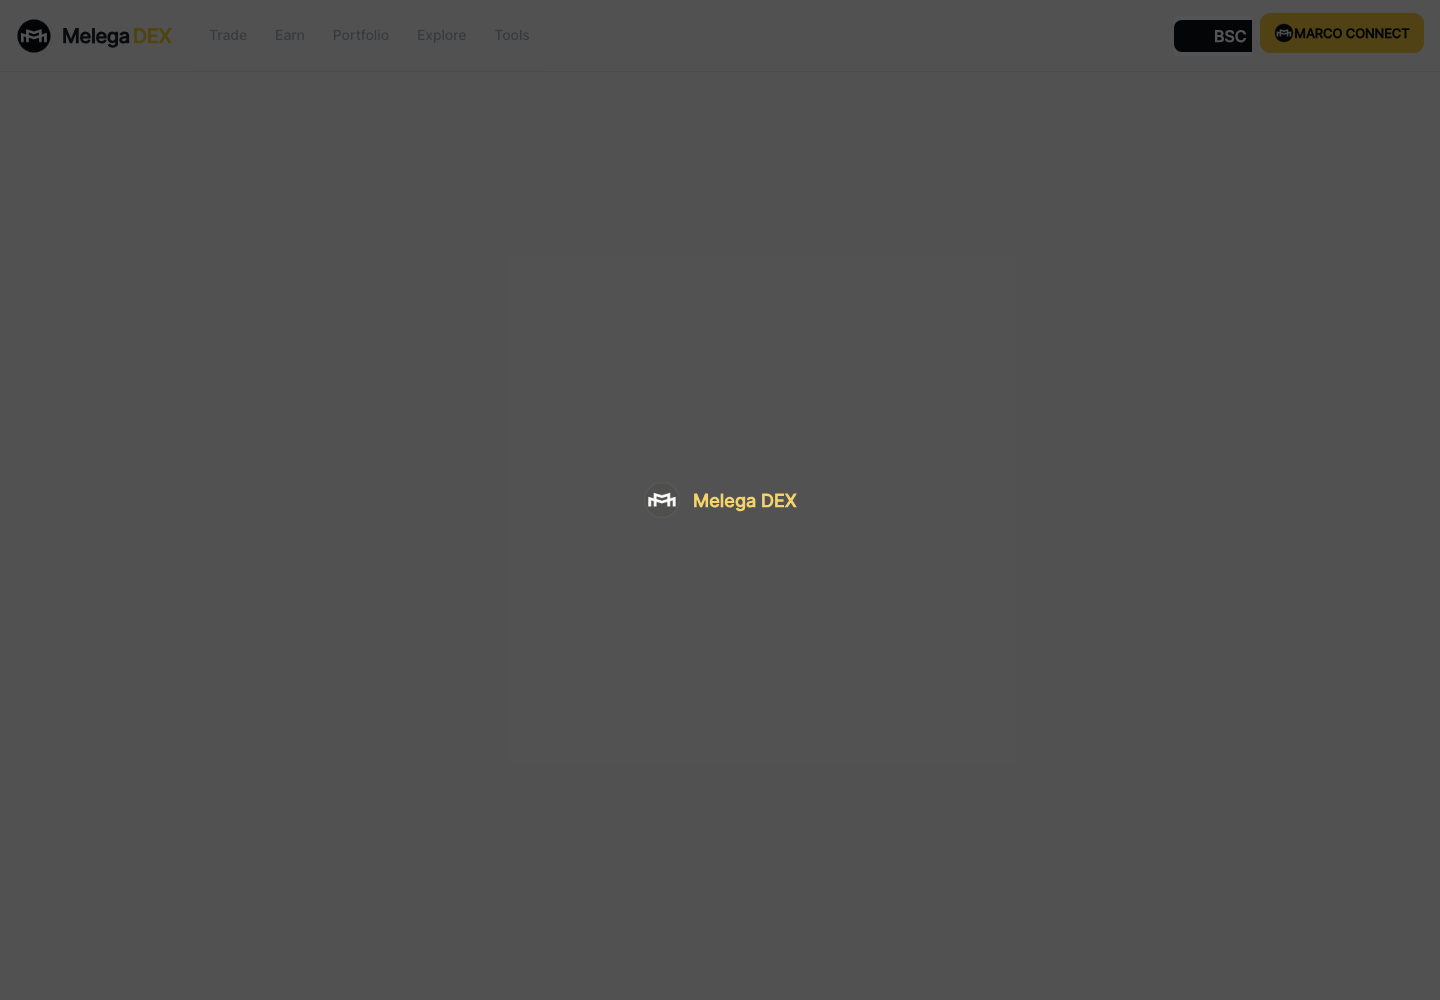 Melega DEX
Trade
Earn
Portfolio
Explore
Tools
BSC
MARCO CONNECT
Melega DEX